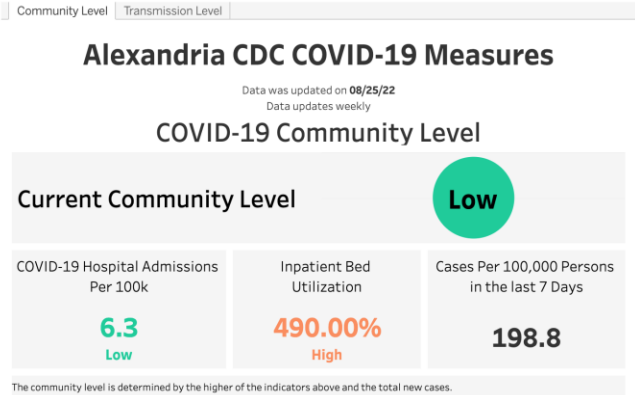 Community Level
Transmission Level
Alexandria CDC COVID-19 Measures
Data was updated on 08/25/22
Data updates weekly
COVID-19 Community Level
Current Community Level
Low
COVID-19 Hospital Admissions
Per 100k
6.3
Low
Inpatient Bed
Utilization
490.00%
High
Cases Per 100,000 Persons
in the last 7 Days
198.8
The community level is determined by the higher of the indicators above and the total new cases.